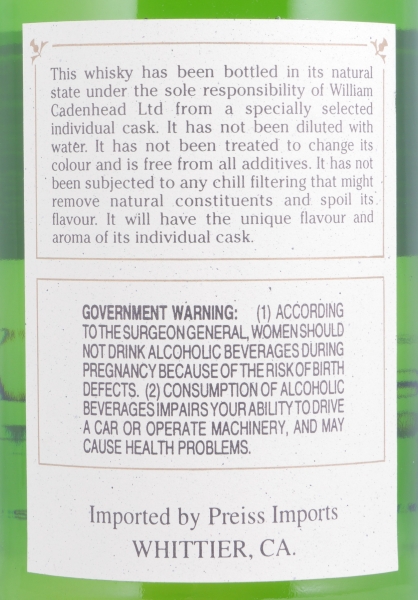 This whisky has been bottled in its natural
state under the sole responsibility of William
Cadenhead Ltd from a specially selected
individual cask. It has not been diluted with
water. It has not been treated to change its
colour and is free from all additives. It has not
been subjected to any chill filtering that might
remove natural constituents and spoil its
flavour. It will have the unique flavour and
aroma of its individual cask.
GOVERNMENT WARNING: (1) ACCORDING
TO THE SURGEON GENERAL, WOMEN SHOULD
NOT DRINK ALCOHOLIC BEVERAGES DURING
PREGNANCY BECAUSE OF THE RISK OF BIRTH
DEFECTS. (2) CONSUMPTION OF ALCOHOLIC
BEVERAGES IMPAIRS YOUR ABILITY TO DRIVE
A CAR OR OPERATE MACHINERY, AND MAY
CAUSE HEALTH PROBLEMS.
Imported by Preiss Imports
WHITTIER, CA.